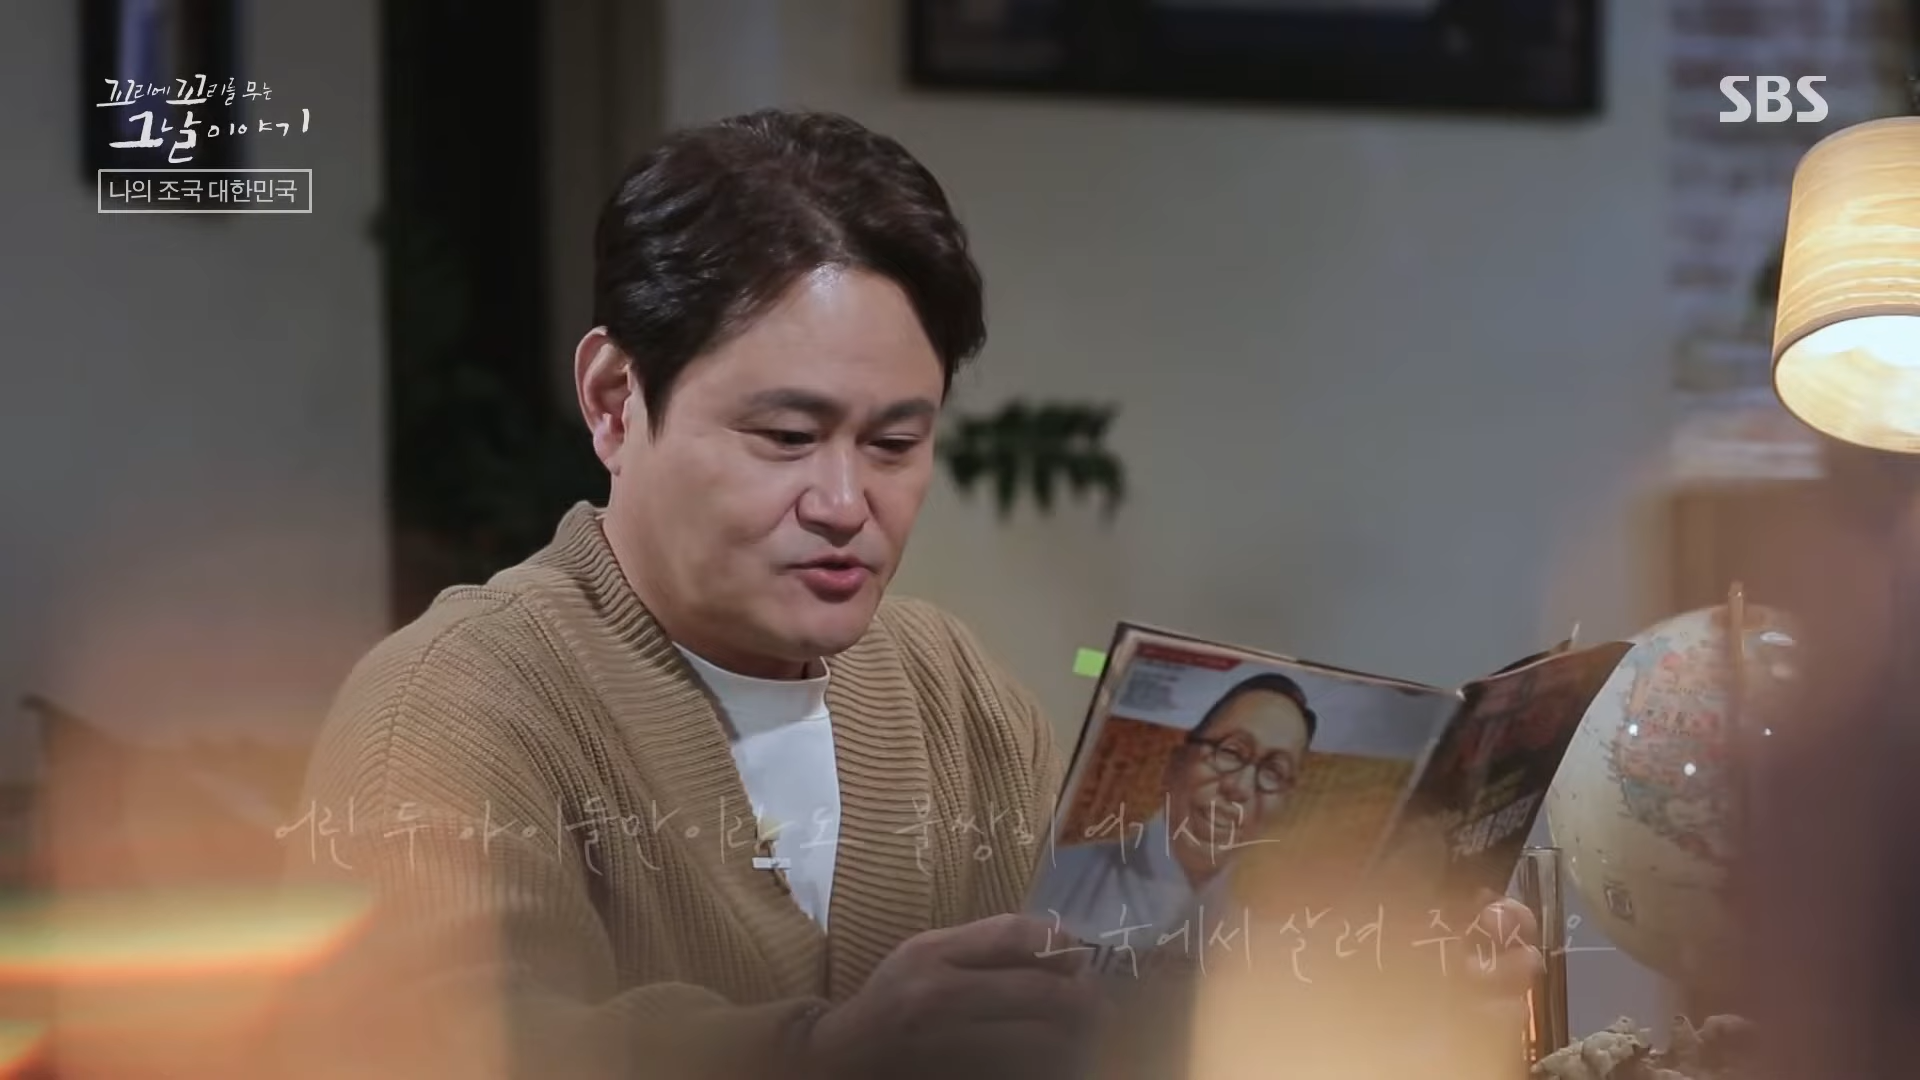 꼬리에 꼬리를 무는
그날 이야기
나의 조국 대한민국
SBS
어린 두 아이들만이라도 불쌍히 여기시고
고국에서 살려 주십시오